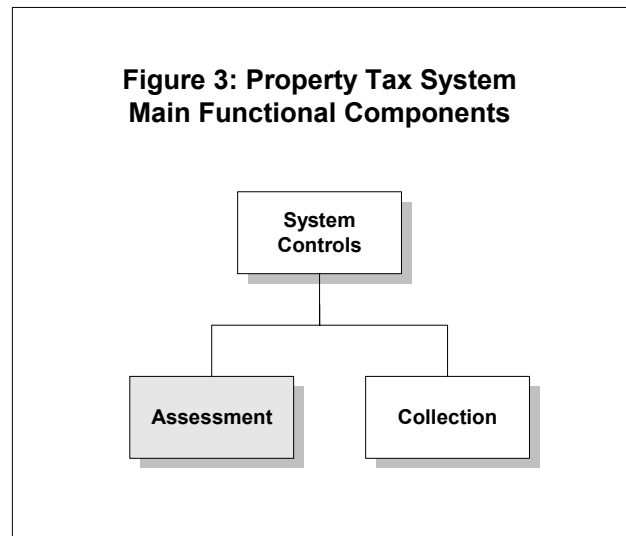 Figure 3: Property Tax System
Main Functional Components
System
Controls
Assessment
Collection